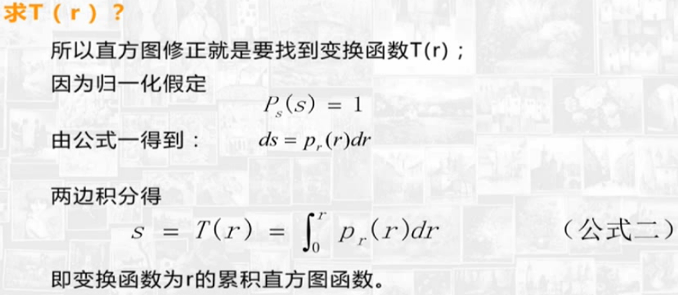 求T(r)?
所以直方图修正就是要找到变换函数T(r);
因为归一化假定
P_s(s) = 1
由公式一得到: ds = p_r(r)dr
两边积分得
s = T(r) = ∫_0^r p_r(r)dr (公式二)
即变换函数为r的累积直方图函数。